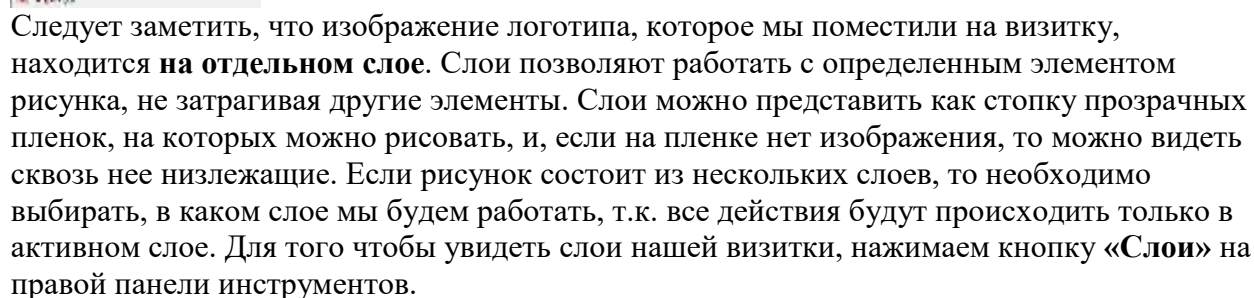 Следует заметить, что изображение логотипа, которое мы поместили на визитку,
находится на отдельном слое. Слои позволяют работать с определенным элементом
рисунка, не затрагивая другие элементы. Слои можно представить как стопку прозрачных
пленок, на которых можно рисовать, и, если на пленке нет изображения, то можно видеть
сквозь нее низлежащие. Если рисунок состоит из нескольких слоев, то необходимо
выбирать, в каком слое мы будем работать, т.к. все действия будут происходить только в
активном слое. Для того чтобы увидеть слои нашей визитки, нажимаем кнопку «Слои» на
правой панели инструментов.